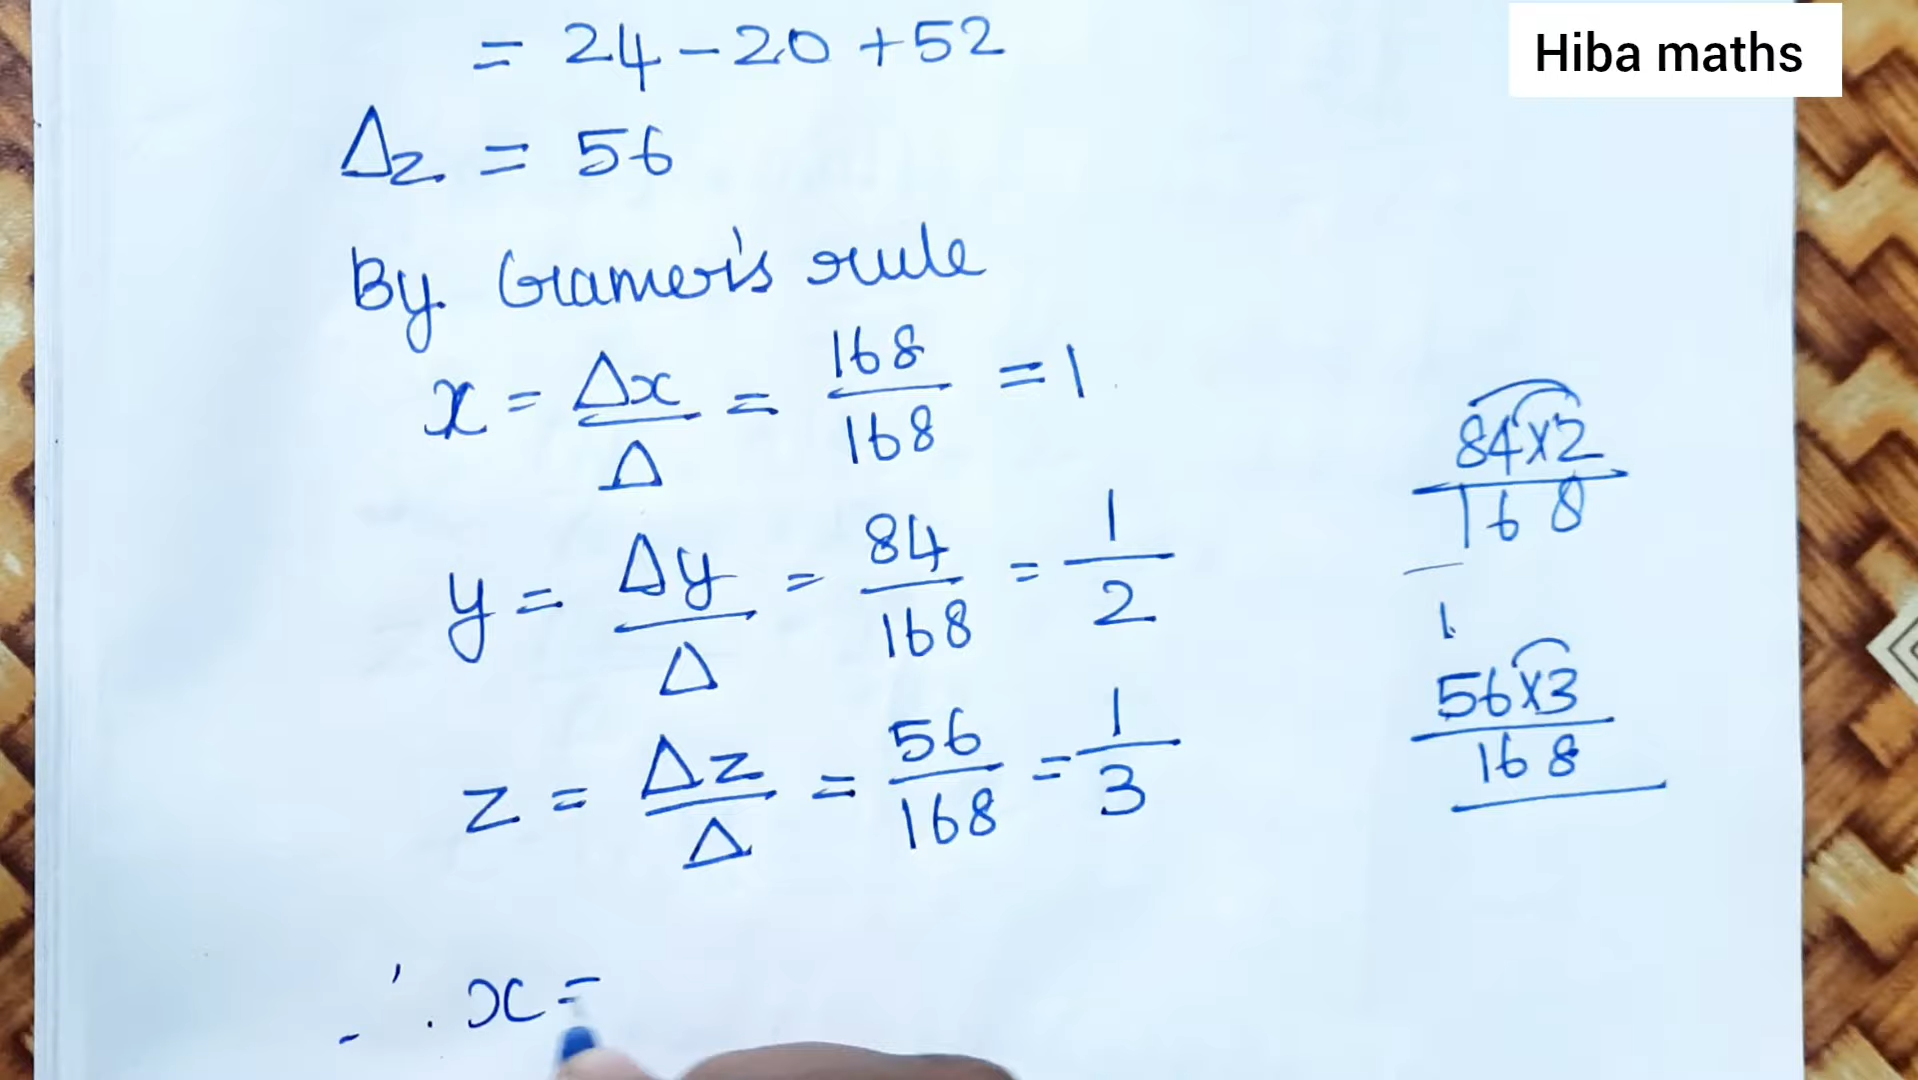 = 24 - 20 + 52
Hiba maths
Δz = 56
By Cramer's rule
x = Δx/Δ = 168/168 = 1
y = Δy/Δ = 84/168 = 1/2
z = Δz/Δ = 56/168 = 1/3
84×2
168
1
56×3
168
∴ x =